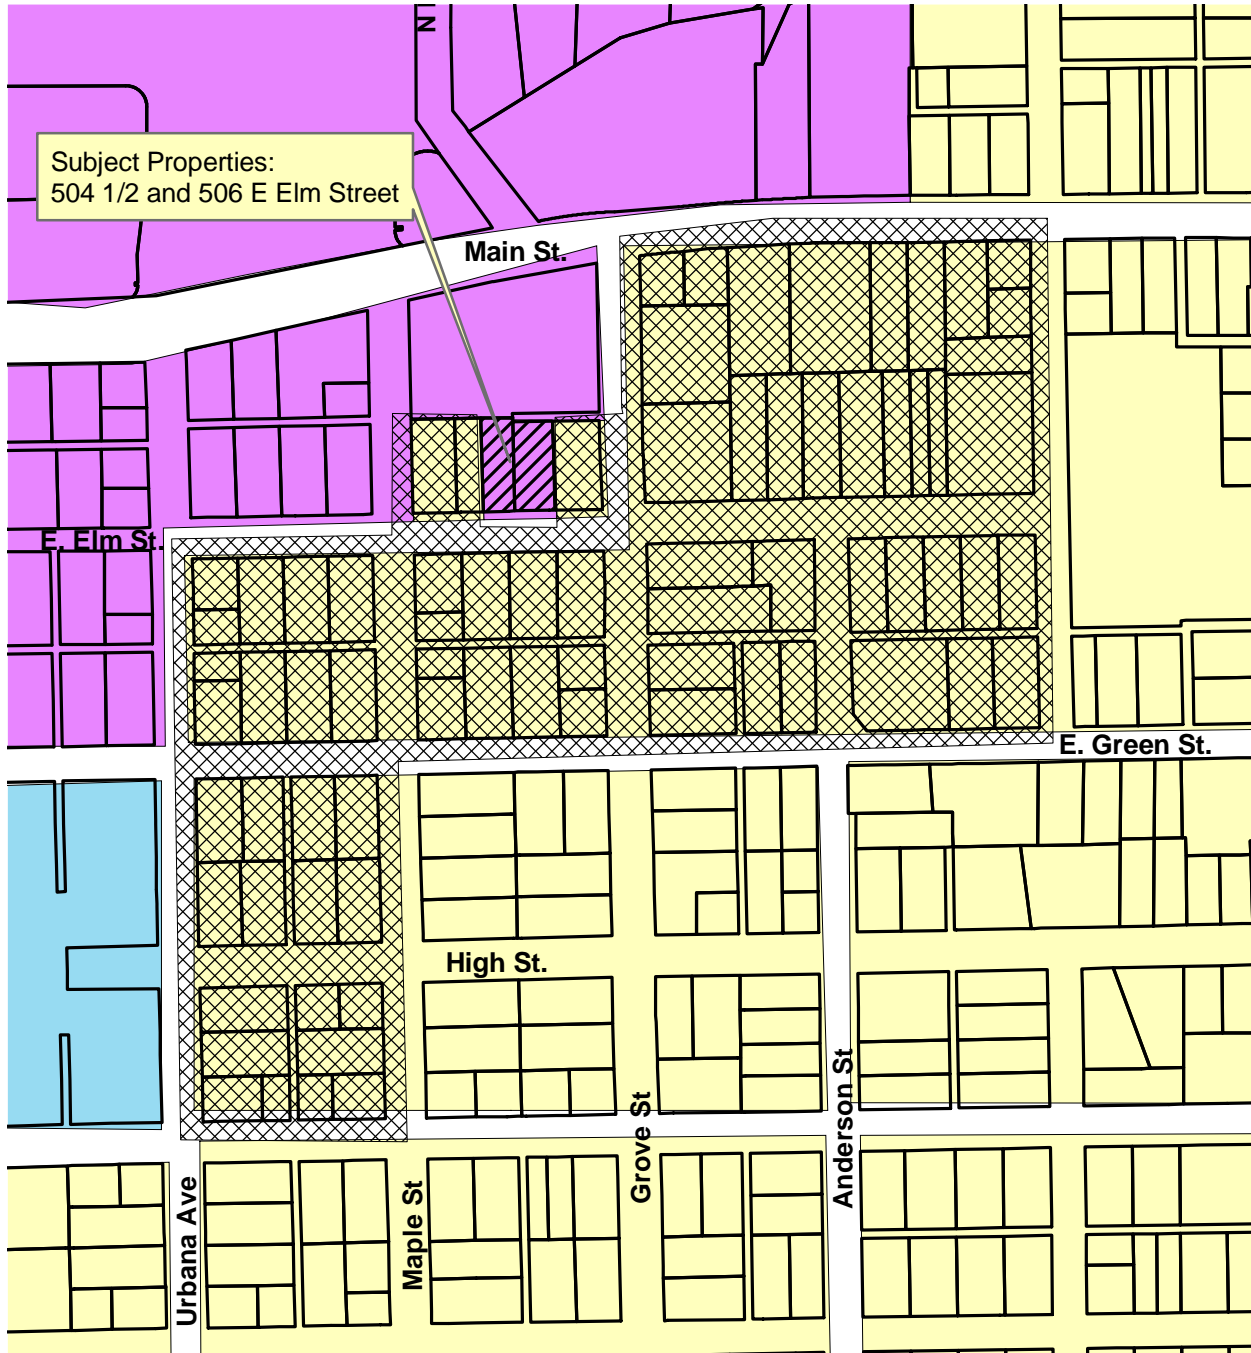 N
Subject Properties:
504 1/2 and 506 E Elm Street
Main St.
E. Elm St.
E. Green St.
High St.
Urbana Ave
Maple St
Grove St
Anderson St